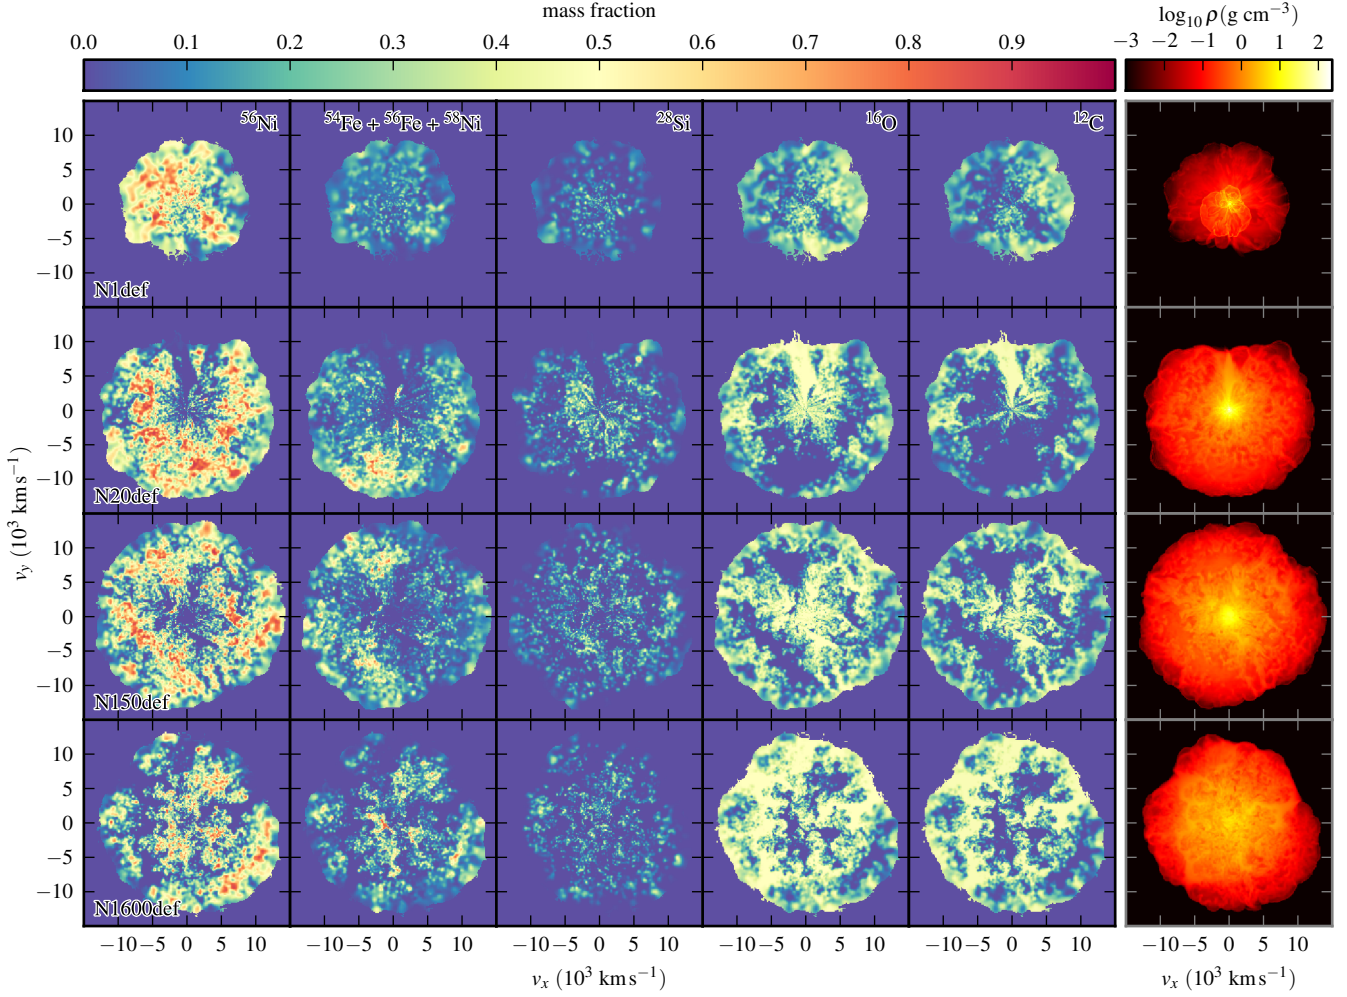 mass fraction
log₁₀ ρ (g cm⁻³)
0.0 0.1 0.2 0.3 0.4 0.5 0.6 0.7 0.8 0.9
−3 −2 −1 0 1 2
⁵⁶Ni
⁵⁴Fe + ⁵⁶Fe + ⁵⁸Ni
²⁸Si
¹⁶O
¹²C
10
5
0
−5
−10
N1def
10
5
0
−5
−10
N20def
10
5
0
−5
−10
N150def
10
5
0
−5
−10
N1600def
v_y (10³ km s⁻¹)
−10 −5 0 5 10
−10 −5 0 5 10
−10 −5 0 5 10
−10 −5 0 5 10
−10 −5 0 5 10
−10 −5 0 5 10
v_x (10³ km s⁻¹)
v_x (10³ km s⁻¹)